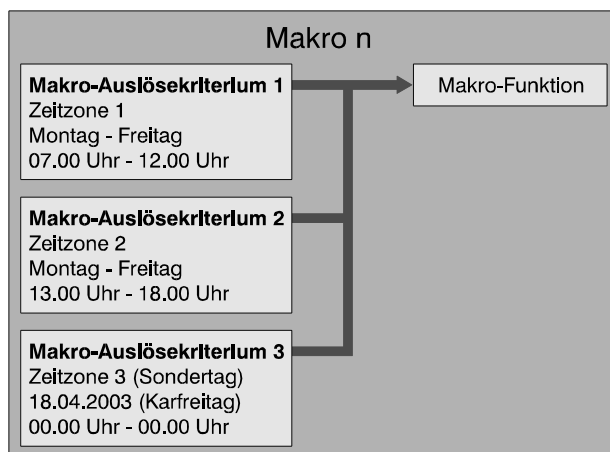 Makro n
Makro-Auslösekriterium 1
Zeitzone 1
Montag - Freitag
07.00 Uhr - 12.00 Uhr
Makro-Funktion
Makro-Auslösekriterium 2
Zeitzone 2
Montag - Freitag
13.00 Uhr - 18.00 Uhr
Makro-Auslösekriterium 3
Zeitzone 3 (Sondertag)
18.04.2003 (Karfreitag)
00.00 Uhr - 00.00 Uhr